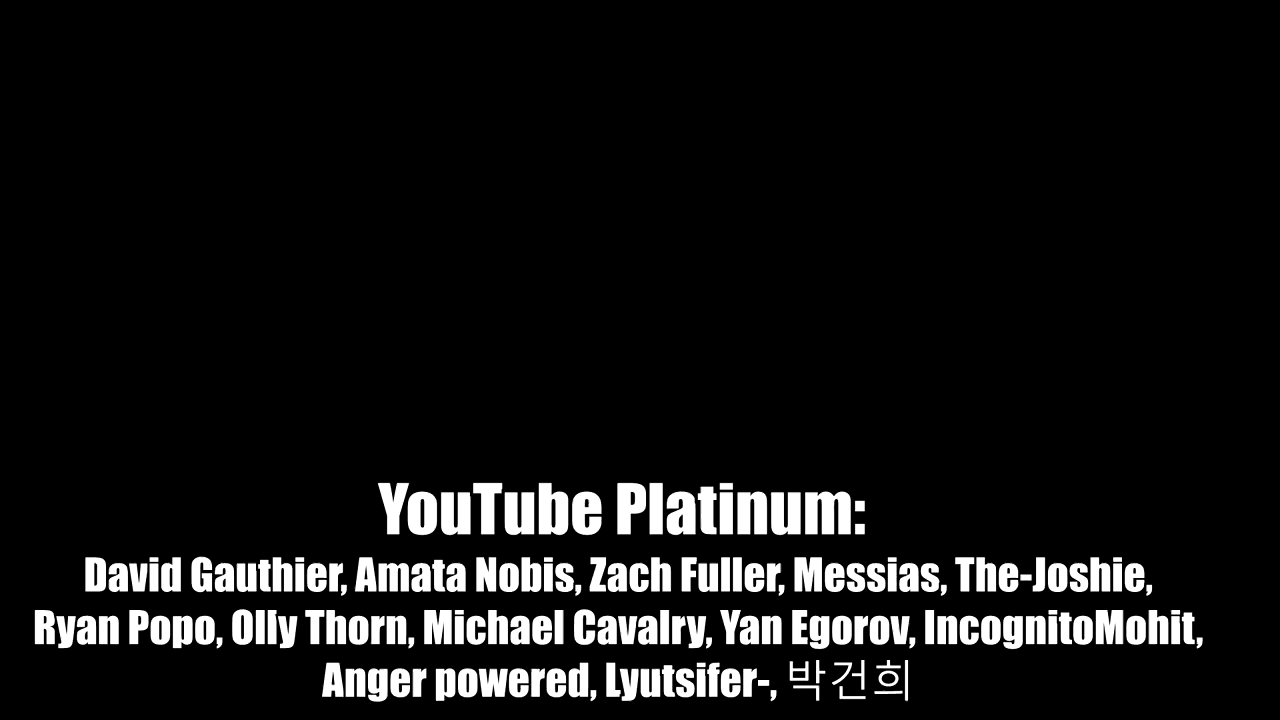 YouTube Platinum:
David Gauthier, Amata Nobis, Zach Fuller, Messias, The-Joshie,
Ryan Popo, Olly Thorn, Michael Cavalry, Yan Egorov, IncognitoMohit,
Anger powered, Lyutsifer-, 박건희